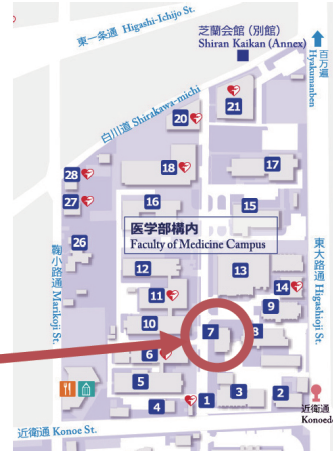 東一条通 Higashi-Ichijo St.
芝蘭会館（別館）
Shiran Kaikan (Annex)
百万遍
Hyakumanben
白川道 Shirakawa-michi
21
20
18
17
28
27
16
15
医学部構内
Faculty of Medicine Campus
26
鞠小路通 Marikoji St.
東大路通 Higashioji St.
12
13
11
14
9
10
7
8
6
5
4
1
3
2
近衛通
Konoed
近衛通 Konoe St.